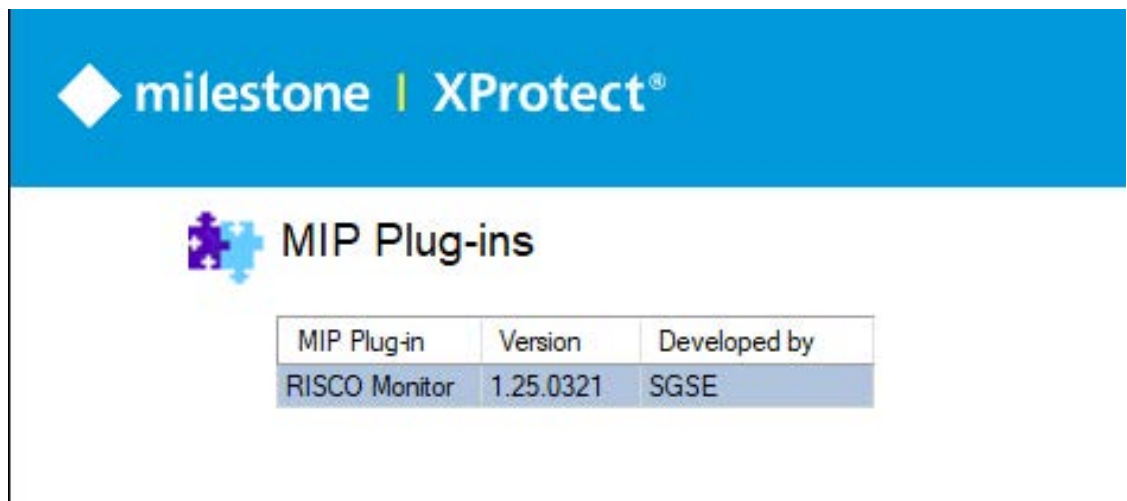 milestone | XProtect®
MIP Plug-ins
MIP Plug-in Version Developed by
RISCO Monitor 1.25.0321 SGSE